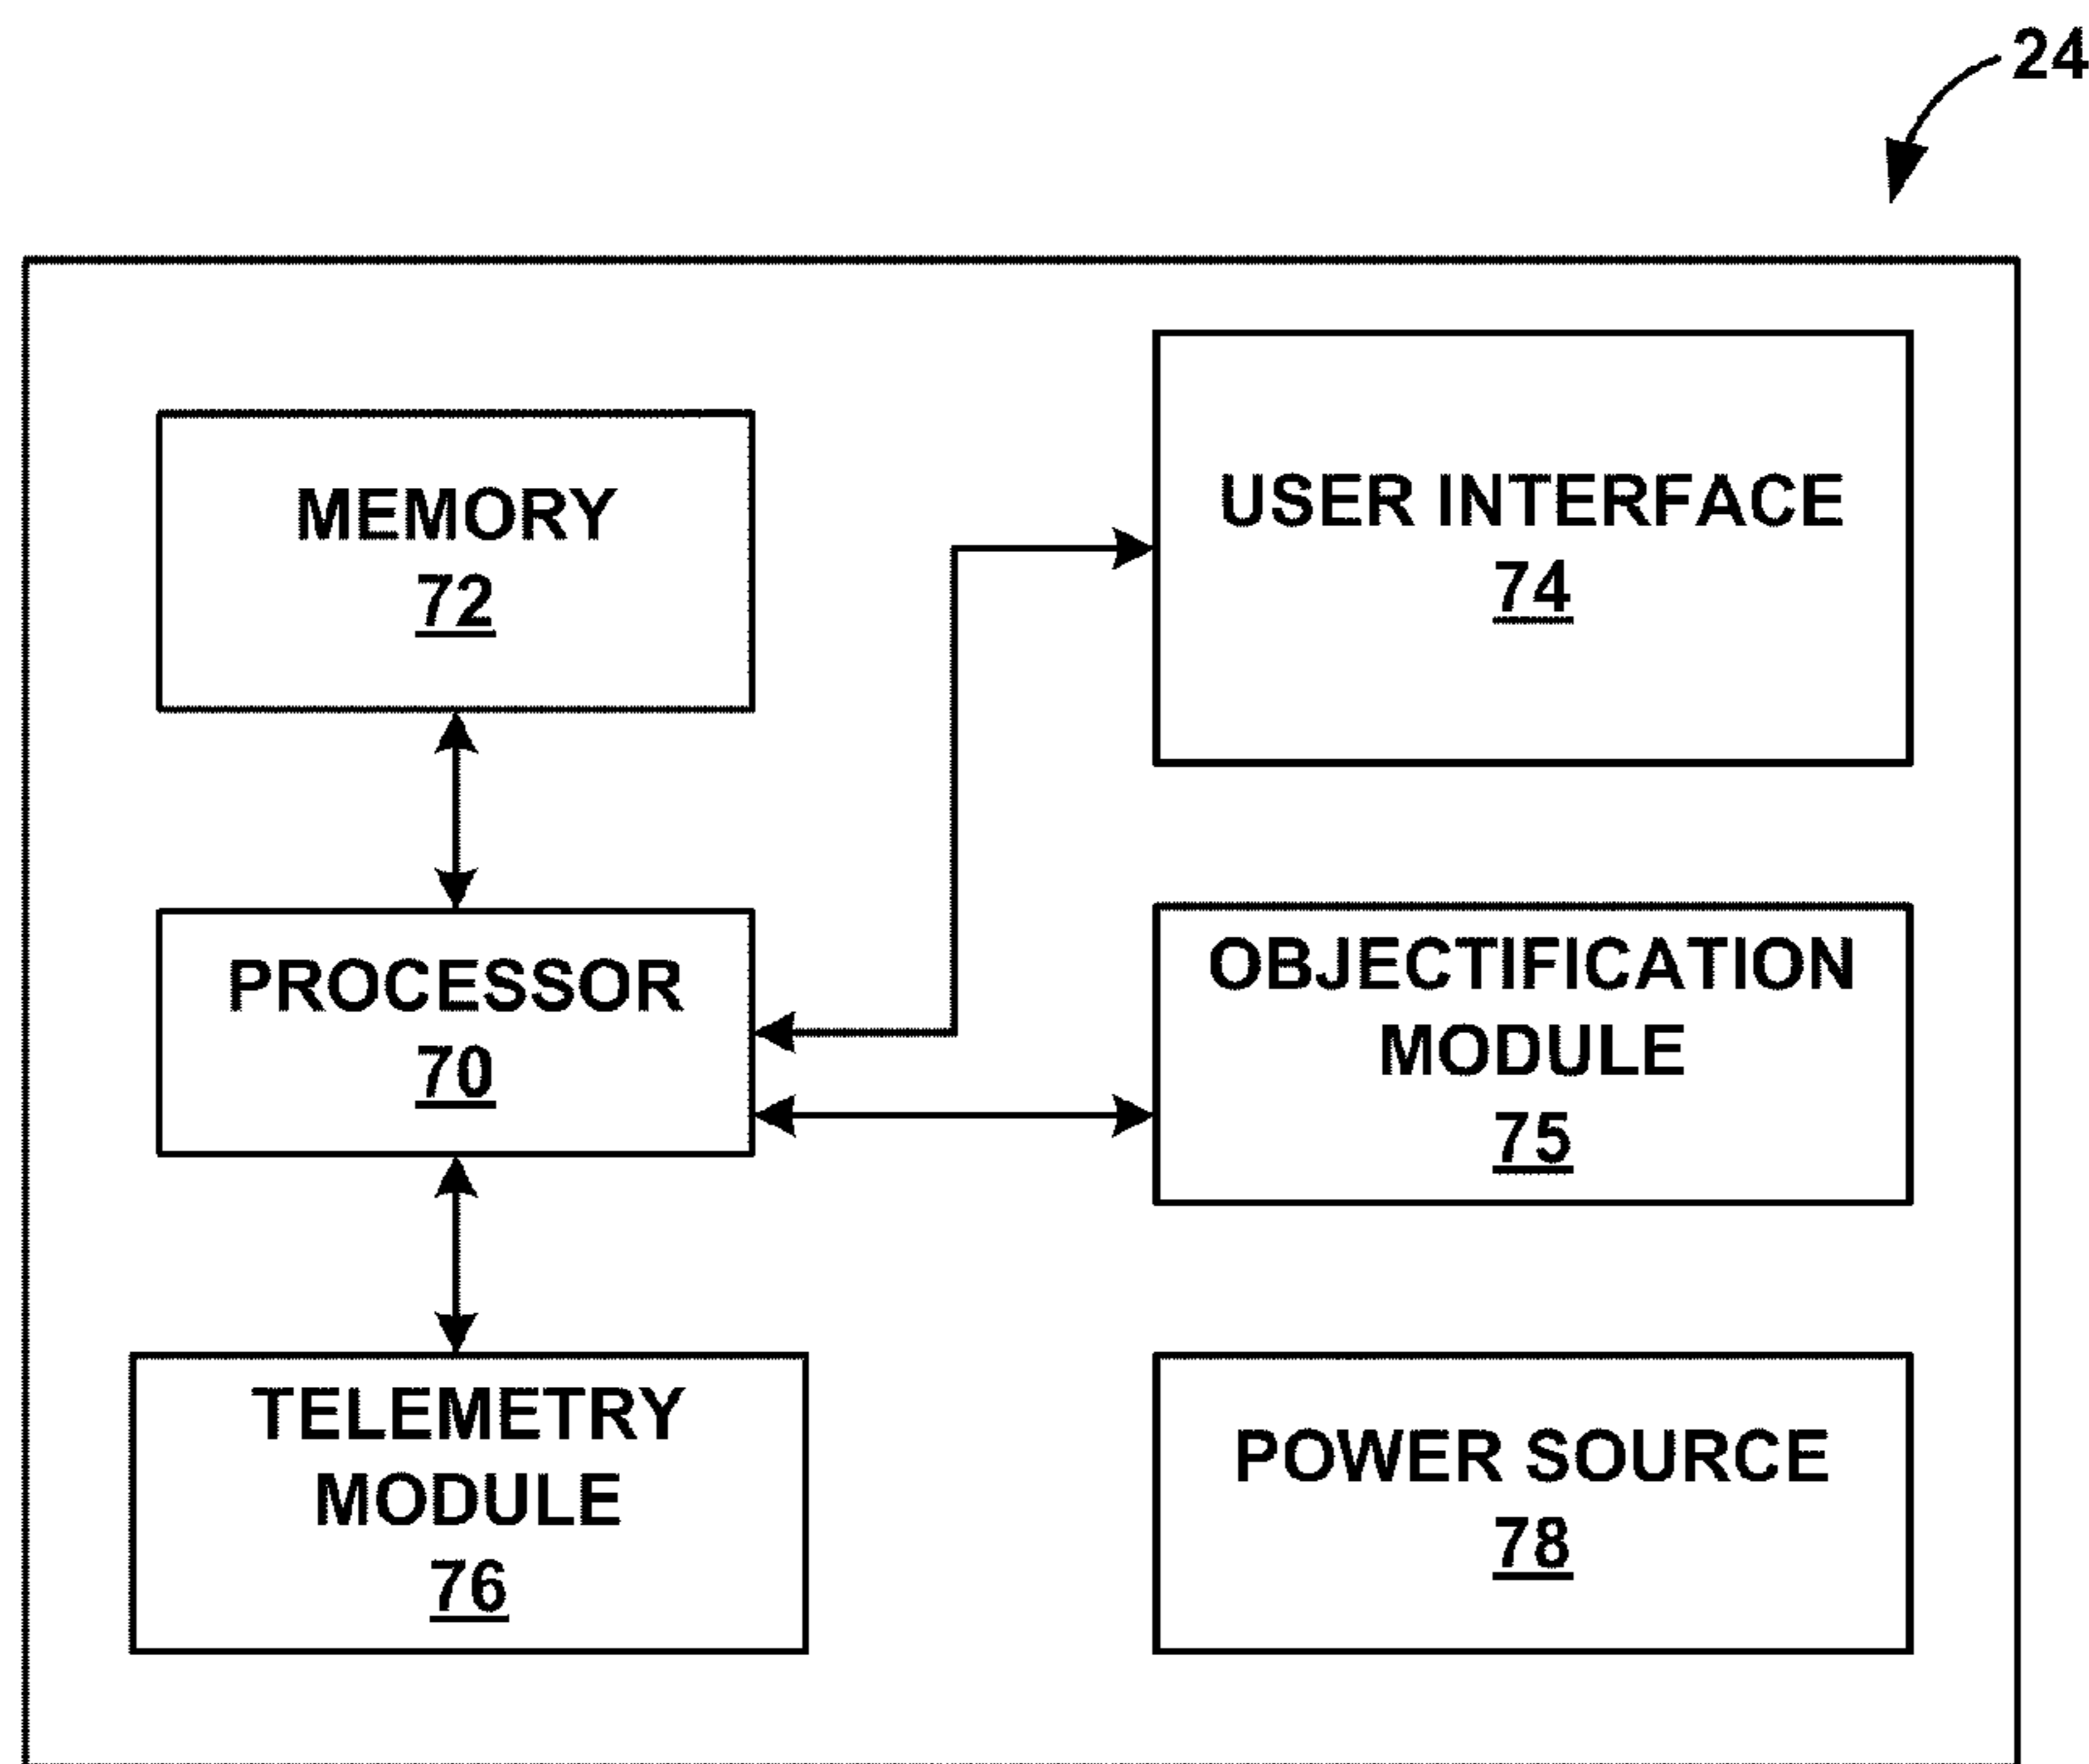 24
MEMORY
72
USER INTERFACE
74
PROCESSOR
70
OBJECTIFICATION
MODULE
75
TELEMETRY
MODULE
76
POWER SOURCE
78